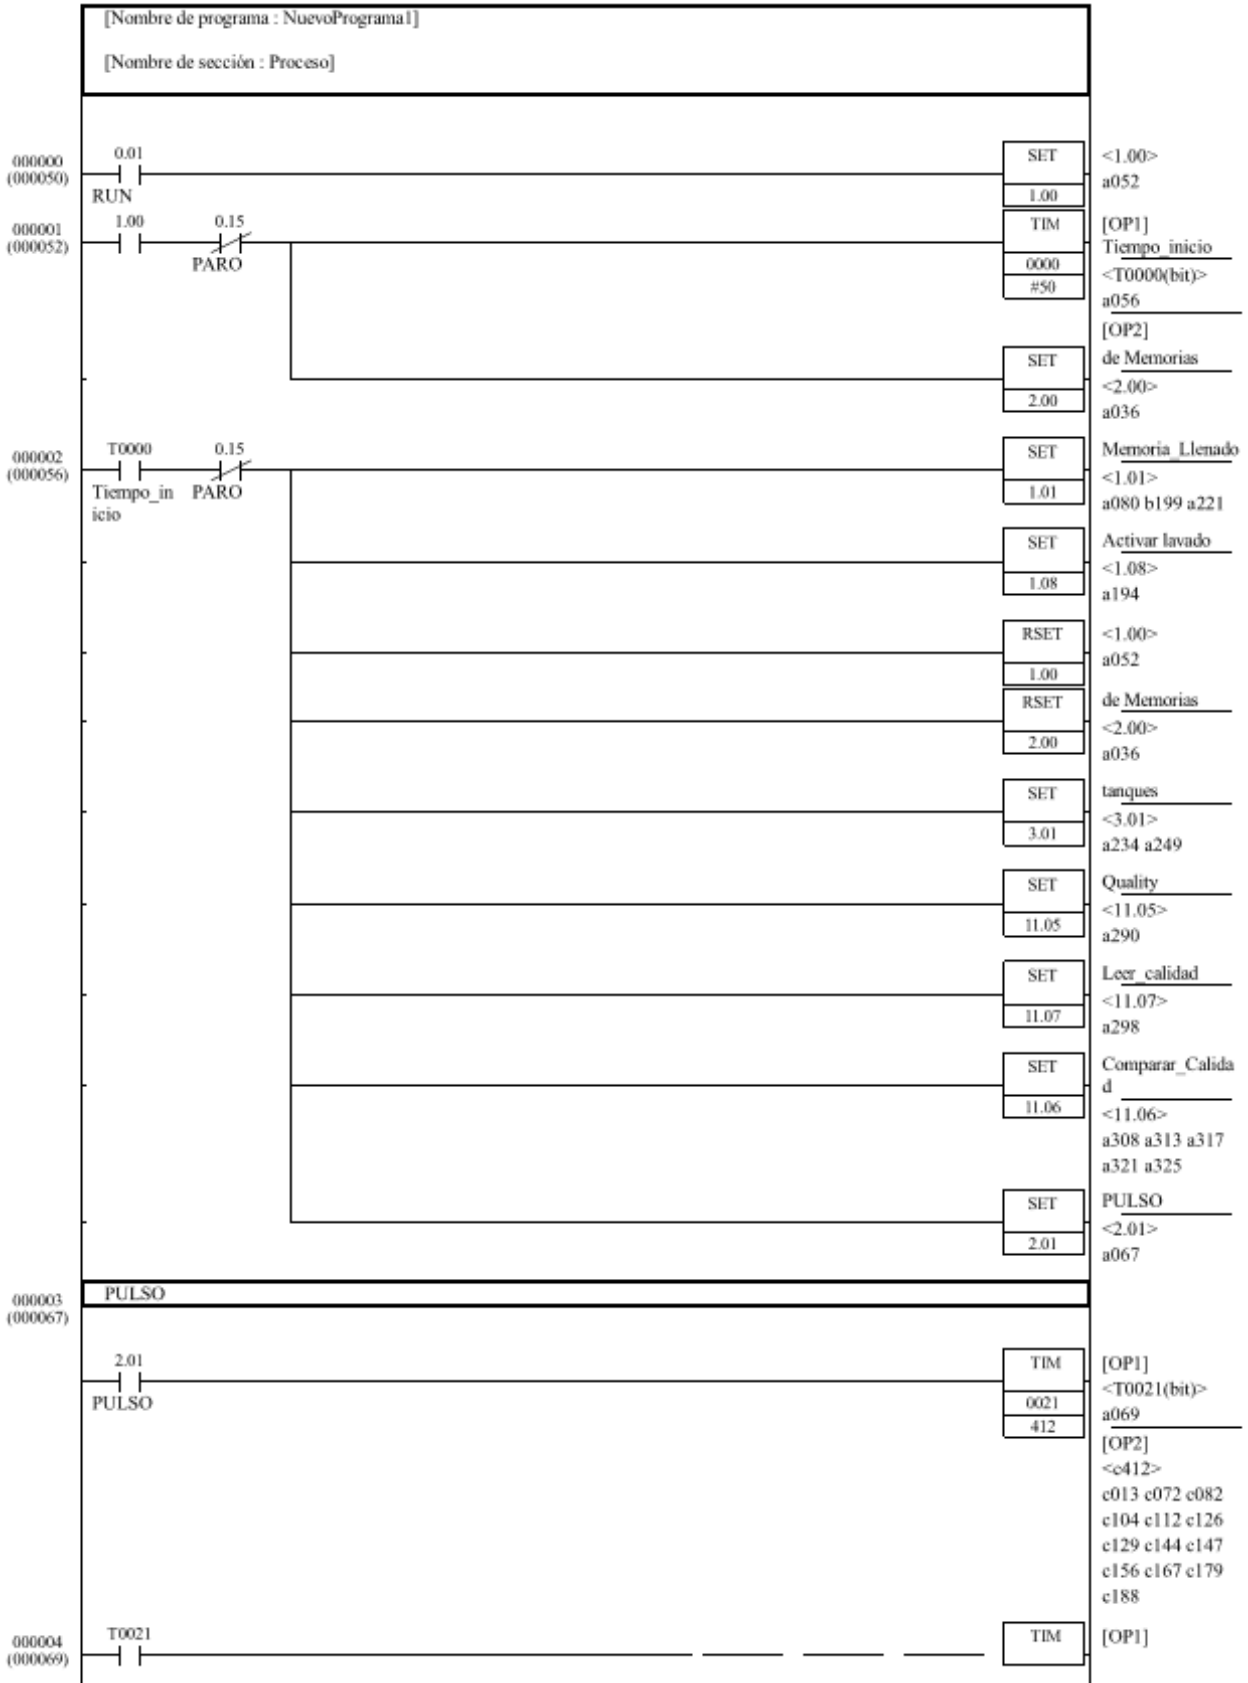 [Nombre de programa : NuevoPrograma1]
[Nombre de sección : Proceso]
000000
(000050)
0.01
RUN
SET
1.00
<1.00>
a052
000001
(000052)
1.00
0.15
PARO
TIM
0000
#50
[OP1]
Tiempo_inicio
<T0000(bit)>
a056
[OP2]
SET
2.00
de Memorias
<2.00>
a036
000002
(000056)
T0000
Tiempo_in
icio
0.15
PARO
SET
1.01
Memoria_Llenado
<1.01>
a080 b199 a221
SET
1.08
Activar lavado
<1.08>
a194
RSET
1.00
<1.00>
a052
RSET
2.00
de Memorias
<2.00>
a036
SET
3.01
tanques
<3.01>
a234 a249
SET
11.05
Quality
<11.05>
a290
SET
11.07
Leer_calidad
<11.07>
a298
SET
11.06
Comparar_Calida
d
<11.06>
a308 a313 a317
a321 a325
SET
2.01
PULSO
<2.01>
a067
000003
(000067)
PULSO
2.01
PULSO
TIM
0021
412
[OP1]
<T0021(bit)>
a069
[OP2]
<c412>
c013 c072 c082
c104 c112 c126
c129 c144 c147
c156 c167 c179
c188
000004
(000069)
T0021
TIM
[OP1]